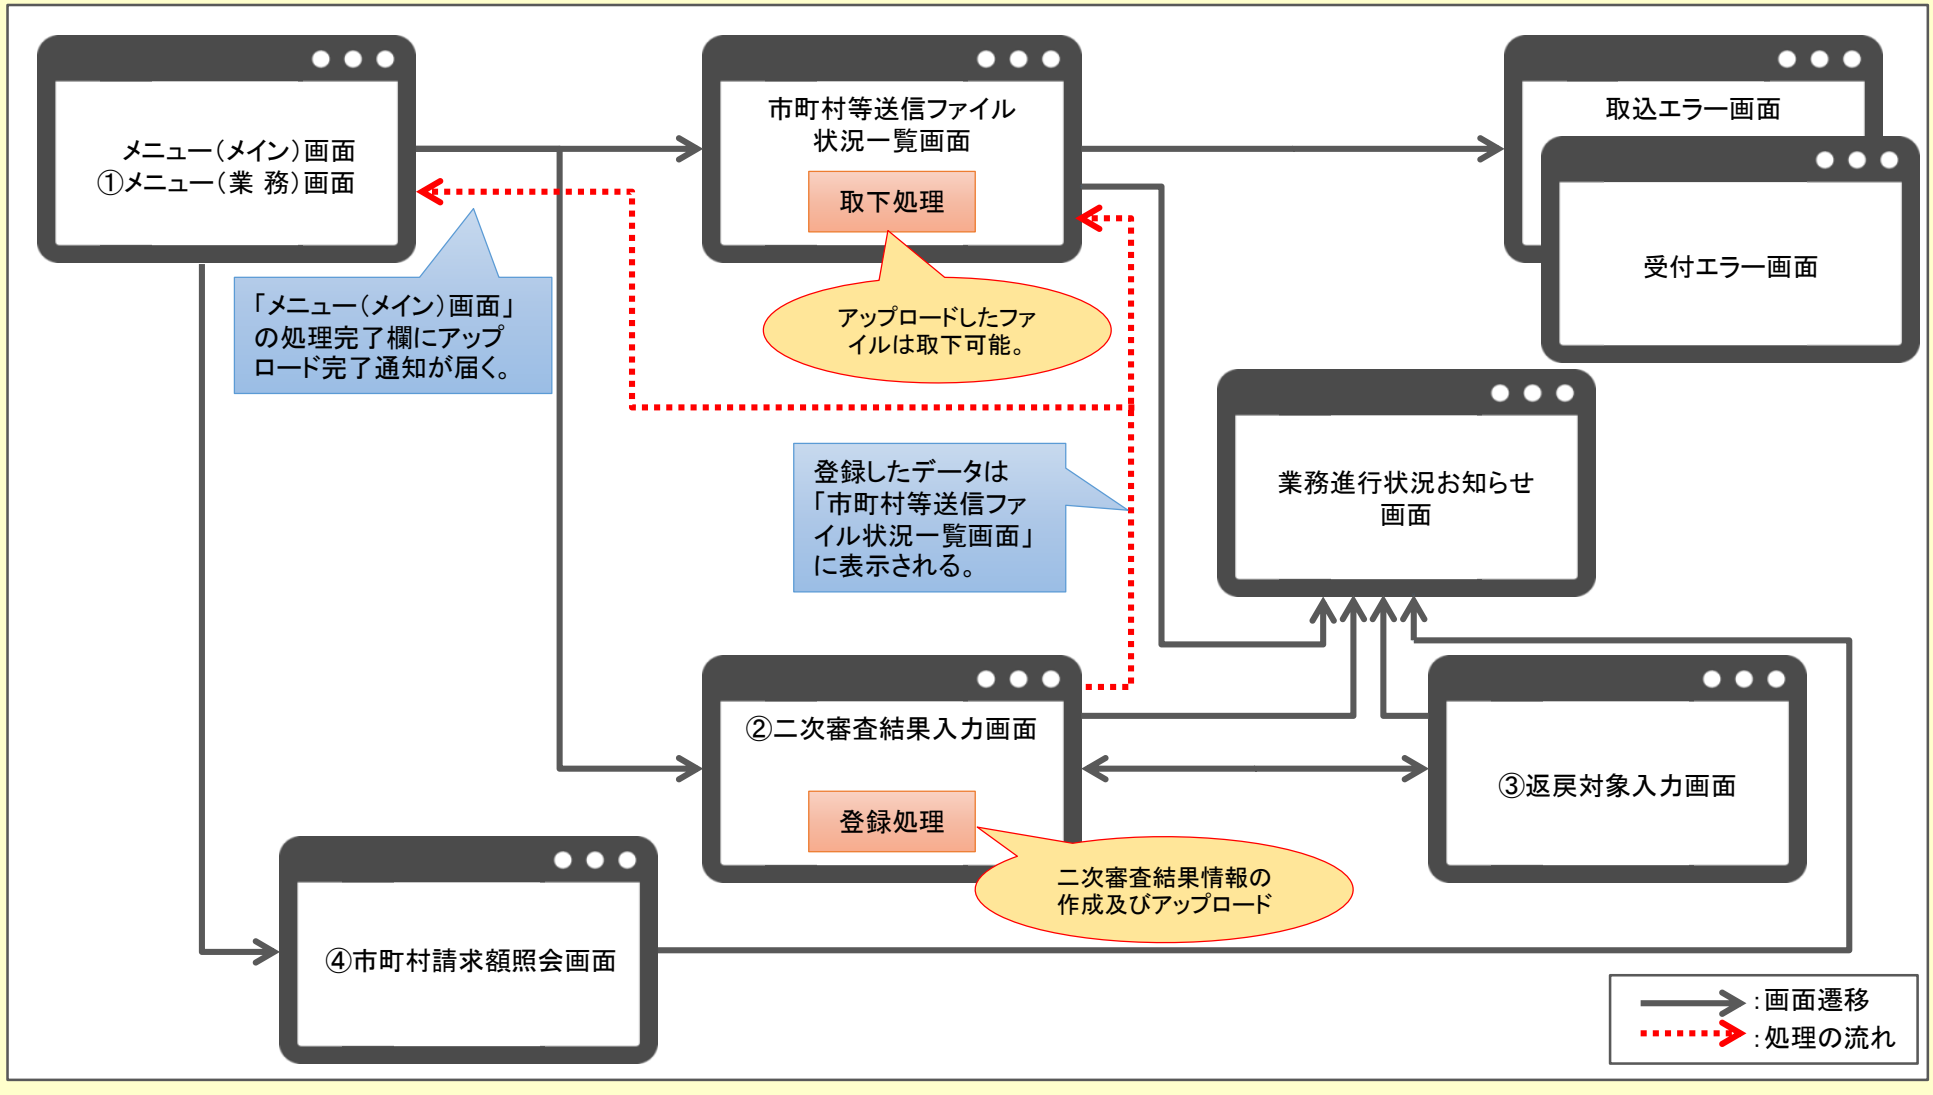 メニュー（メイン）画面
①メニュー（業 務）画面
市町村等送信ファイル
状況一覧画面
取下処理
取込エラー画面
受付エラー画面
「メニュー（メイン）画面」
の処理完了欄にアップ
ロード完了通知が届く。
アップロードしたファ
イルは取下可能。
登録したデータは
「市町村等送信ファ
イル状況一覧画面」
に表示される。
業務進行状況お知らせ
画面
②二次審査結果入力画面
登録処理
二次審査結果情報の
作成及びアップロード
③返戻対象入力画面
④市町村請求額照会画面
：画面遷移
：処理の流れ